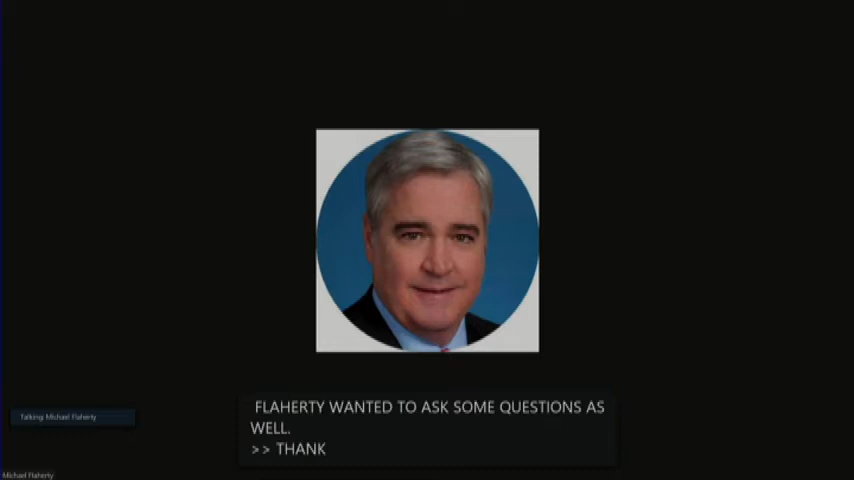 FLAHERTY WANTED TO ASK SOME QUESTIONS AS
WELL.
>> THANK
Talking: Michael Flaherty
Michael Flaherty